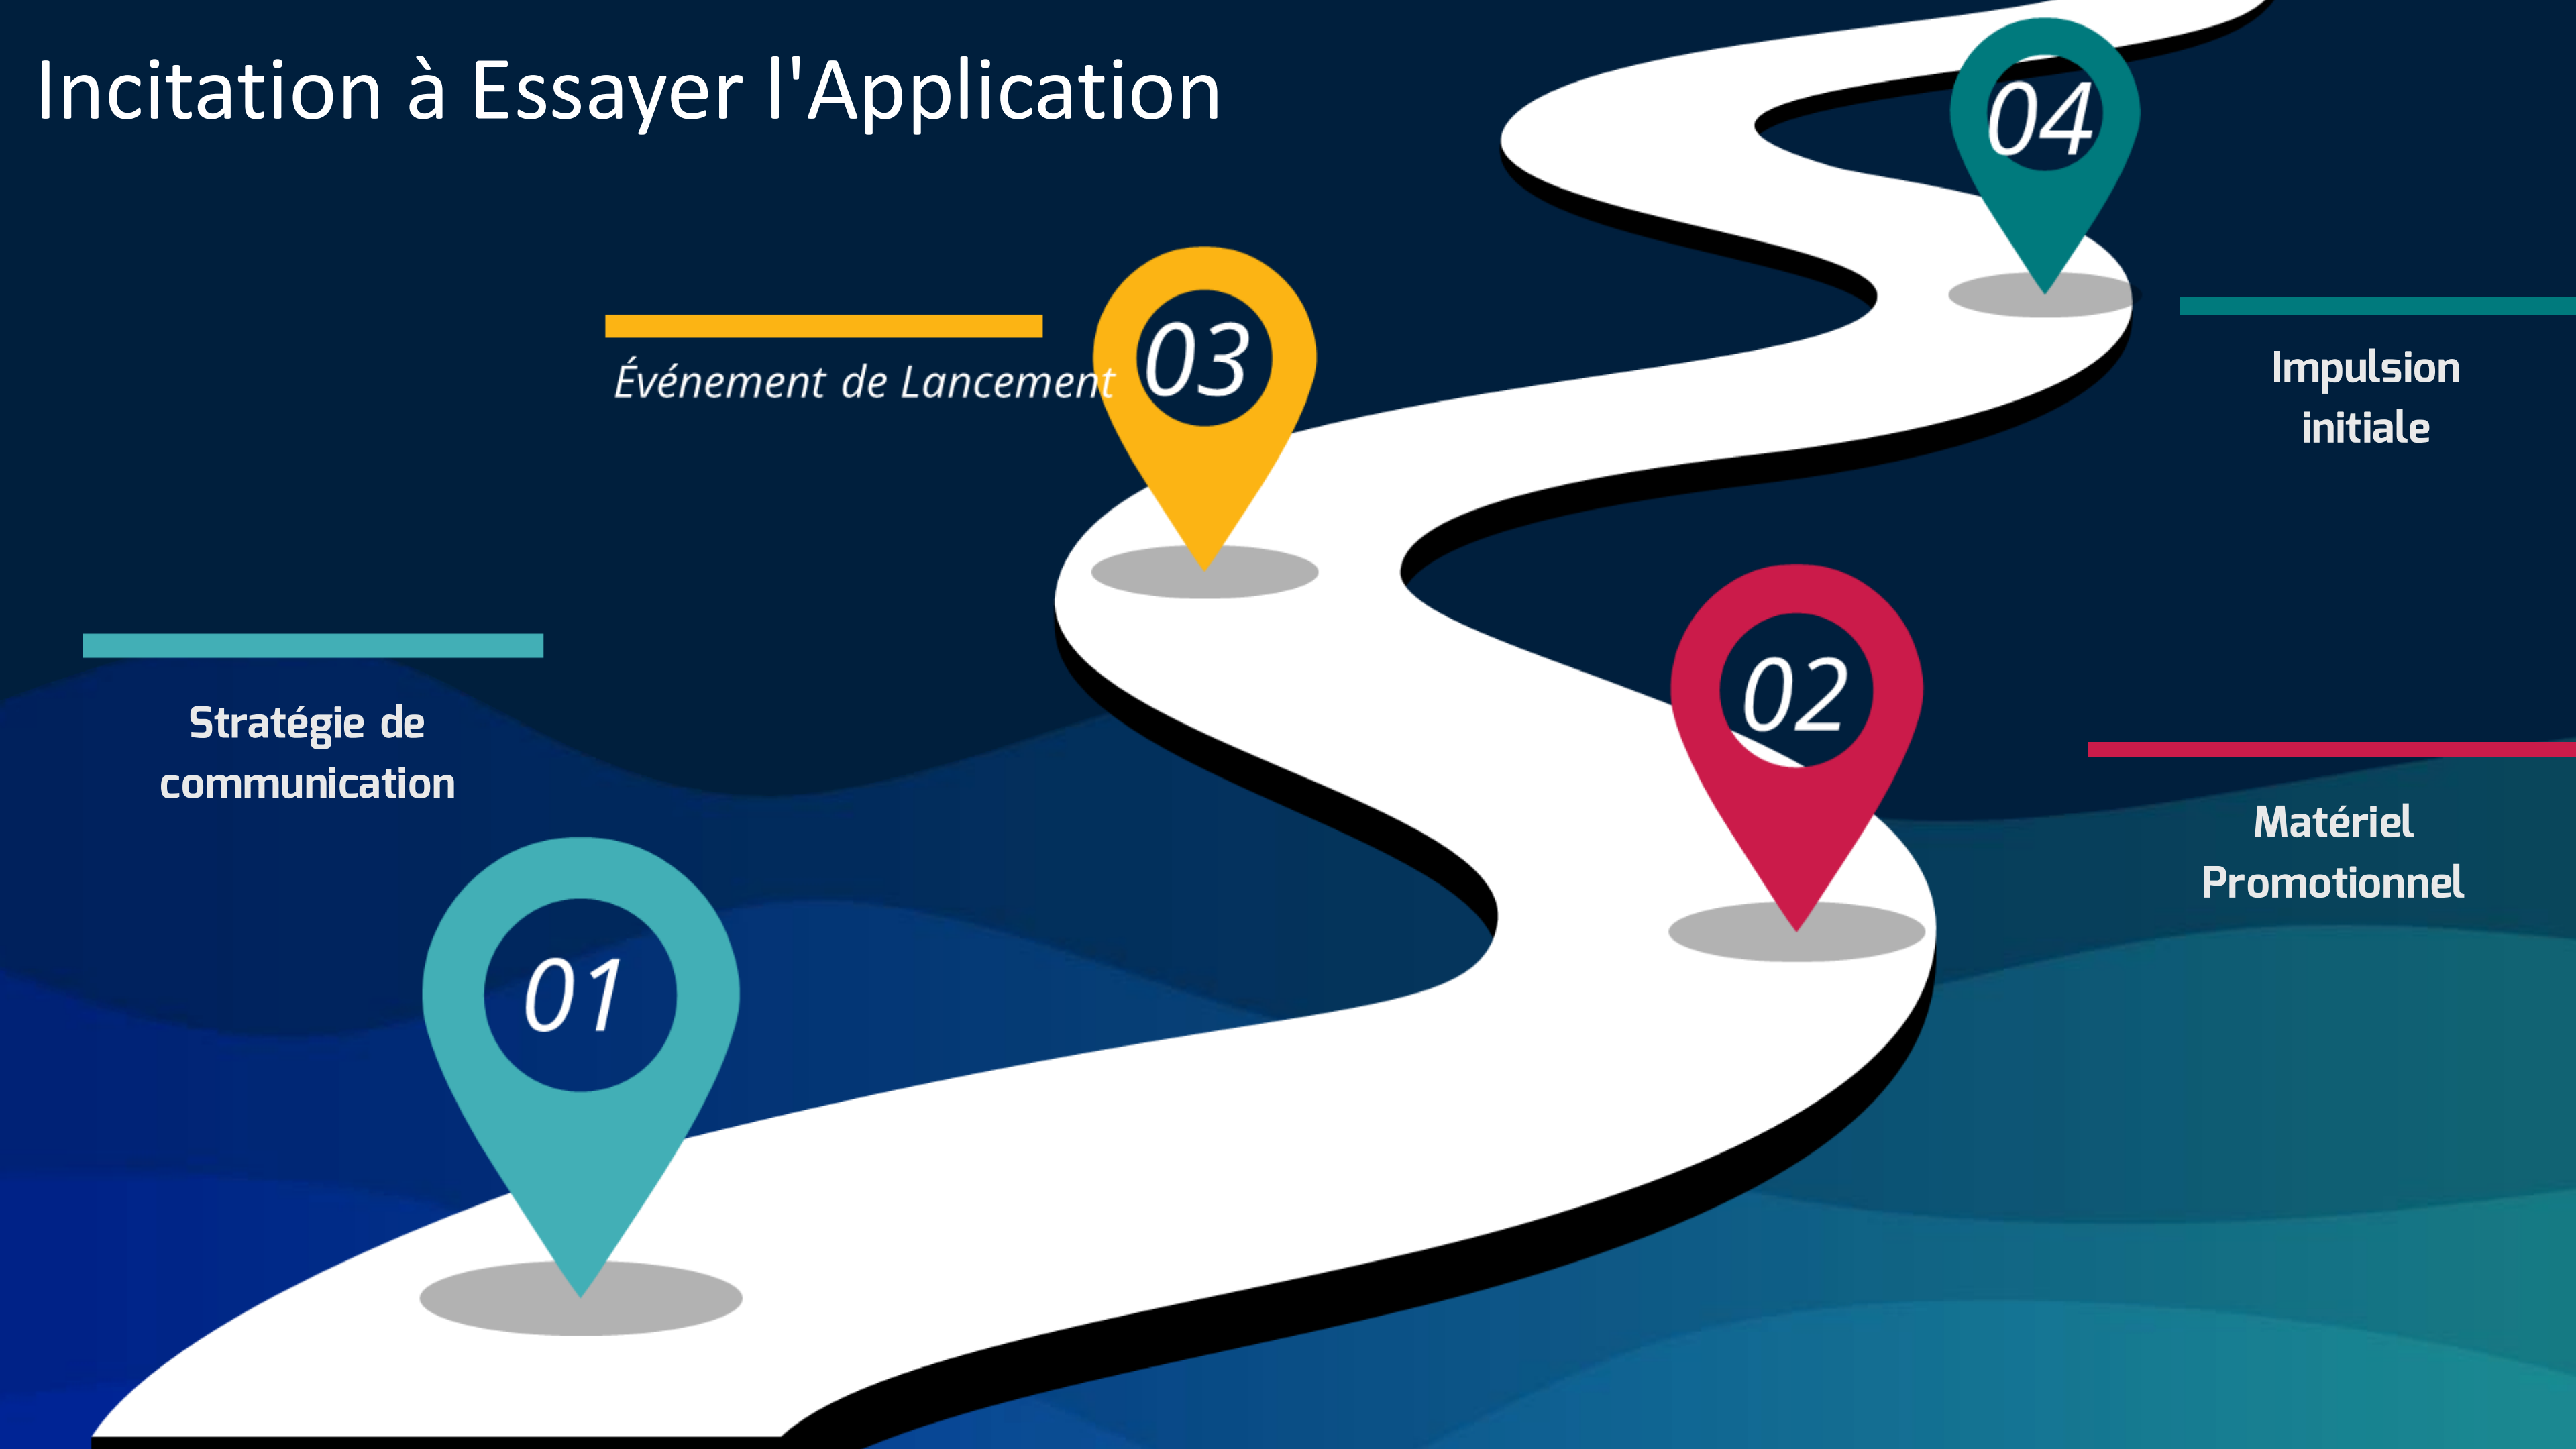 Incitation à Essayer l'Application
04
03
Événement de Lancement
Impulsion
initiale
02
Stratégie de
communication
Matériel
Promotionnel
01